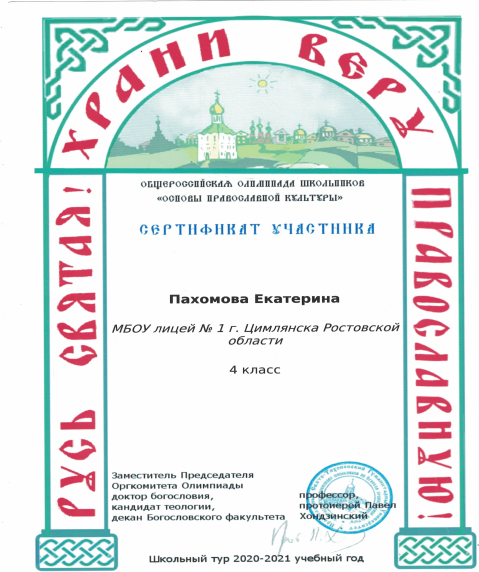 РУСЬ СВЯТАЯ!
ХРАНИ ВЕРУ
ПРАВОСЛАВНУЮ!
ОБЩЕРОССИЙСКАЯ ОЛИМПИАДА ШКОЛЬНИКОВ
«ОСНОВЫ ПРАВОСЛАВНОЙ КУЛЬТУРЫ»
СЕРТИФИКАТ УЧАСТНИКА
Пахомова Екатерина
МБОУ лицей № 1 г. Цимлянска Ростовской
области
4 класс
Заместитель Председателя
Оргкомитета Олимпиады
доктор богословия,
кандидат теологии,
декан Богословского факультета
профессор,
протоиерей Павел
Хондзинский
Школьный тур 2020-2021 учебный год